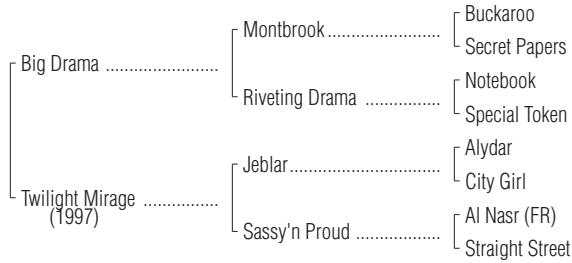 Buckaroo
Montbrook
Secret Papers
Big Drama
Notebook
Riveting Drama
Special Token
Alydar
Jeblar
City Girl
Twilight Mirage
(1997)
Al Nasr (FR)
Sassy'n Proud
Straight Street